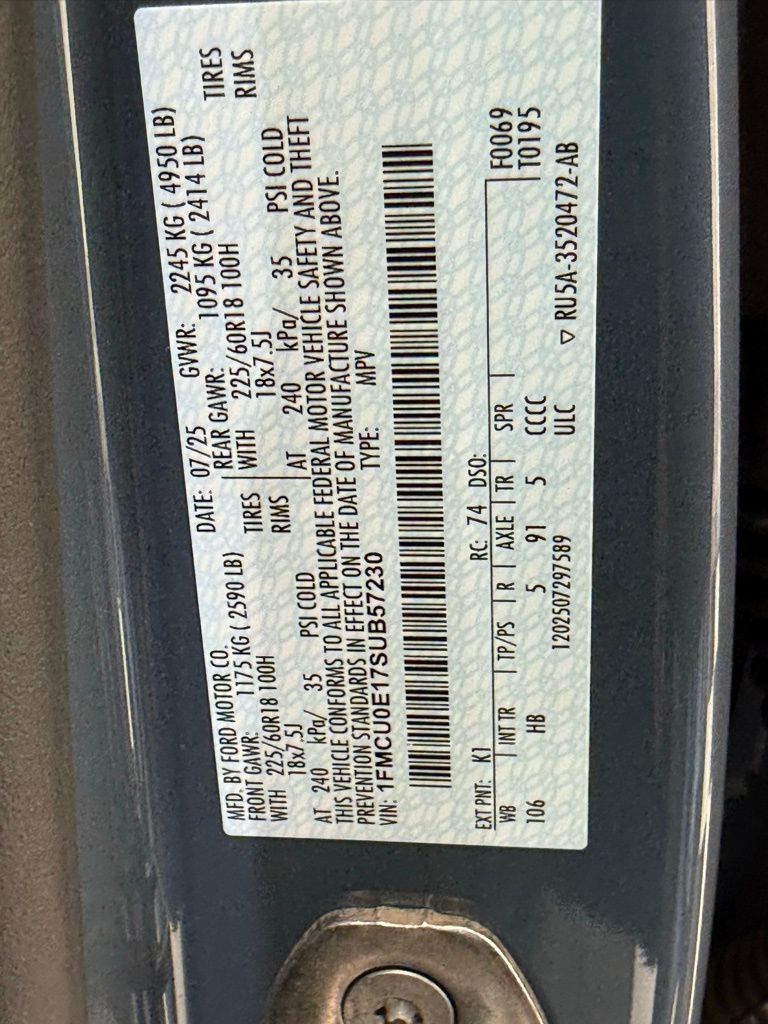 MFD. BY FORD MOTOR CO.
DATE: 07/25 GVWR: 2245 KG ( 4950 LB)
FRONT GAWR: 1175 KG ( 2590 LB) REAR GAWR: 1095 KG ( 2414 LB)
WITH 225/60R18 100H TIRES WITH 225/60R18 100H TIRES
18x7.5J RIMS 18x7.5J RIMS
AT 240 kPa/ 35 PSI COLD AT 240 kPa/ 35 PSI COLD
THIS VEHICLE CONFORMS TO ALL APPLICABLE FEDERAL MOTOR VEHICLE SAFETY AND THEFT
PREVENTION STANDARDS IN EFFECT ON THE DATE OF MANUFACTURE SHOWN ABOVE.
VIN: 1FMCU0E17SUB57230 TYPE: MPV
EXT PNT: K1 RC: 74 DSO: F0069
WB INT TR TP/PS R AXLE TR SPR T0195
106 HB 5 91 5 CCCC
ULC
1202507297589 ▽ RU5A-3520472-AB